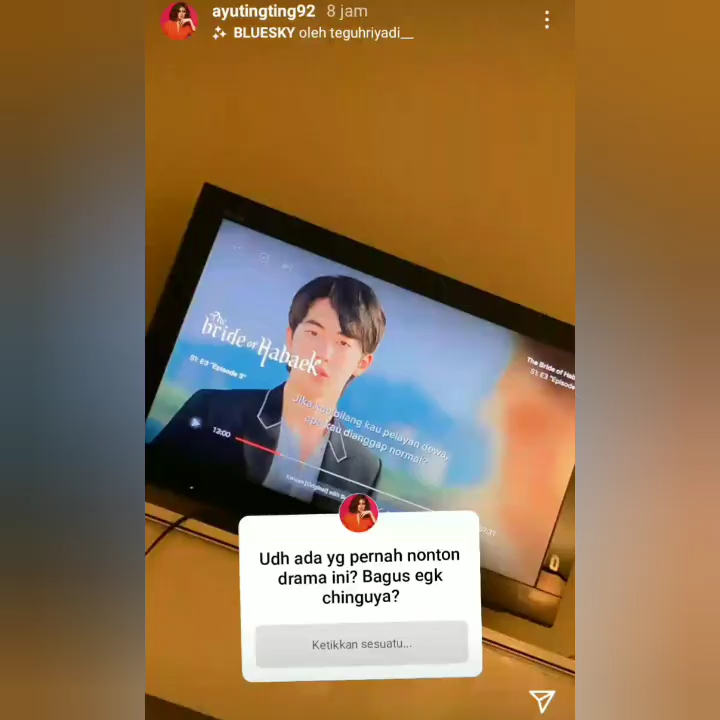 ayutingting92 8 jam
BLUESKY oleh teguhriyadi__
The
bride of Habaek
S1: E3 "Episode 3"
The Bride of Hab
S1: E3 "Episode
Jika kau bilang kau pelayan dewa,
apa kau dianggap normal?
13:00
Udh ada yg pernah nonton
drama ini? Bagus egk
chinguya?
Ketikkan sesuatu...